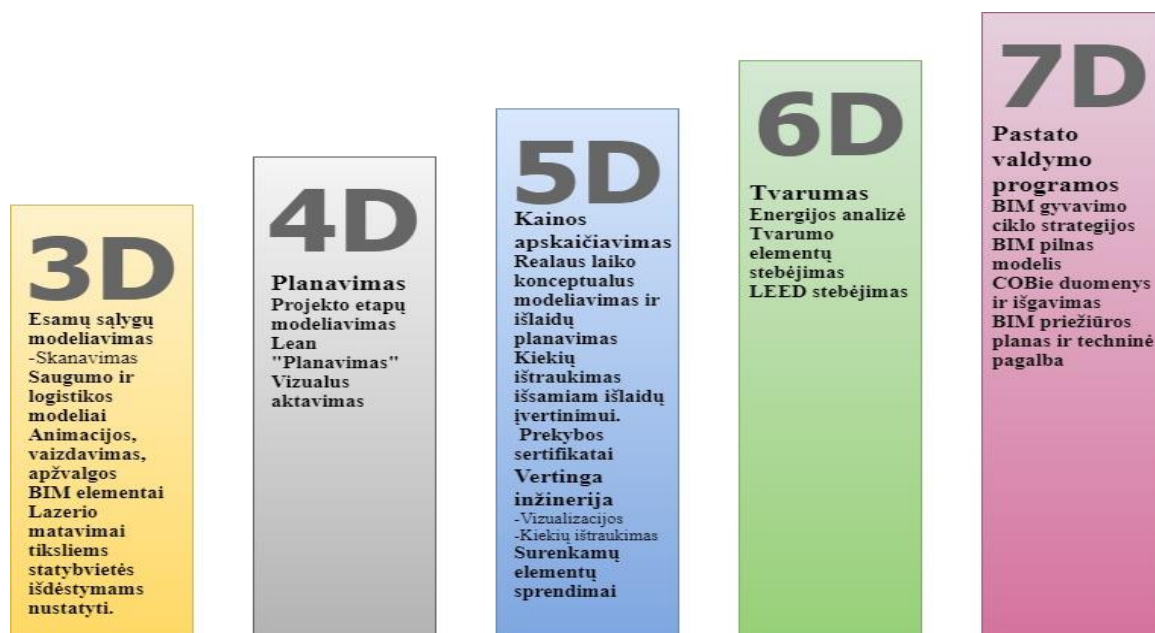 3D
Esamų sąlygų
modeliavimas
-Skanavimas
Saugumo ir
logistikos
modeliai
Animacijos,
vaizdavimas,
apžvalgos
BIM elementai
Lazerio
matavimai
tiksliems
statybvietės
išdėstymams
nustatyti.
4D
Planavimas
Projekto etapų
modeliavimas
Lean
"Planavimas"
Vizualus
aktavimas
5D
Kainos
apskaičiavimas
Realaus laiko
konceptualus
modeliavimas ir
išlaidų
planavimas
Kiekių
ištraukimas
išsamiam išlaidų
įvertinimui.
Prekybos
sertifikatai
Vertinga
inžinerija
-Vizualizacijos
-Kiekių ištraukimas
Surenkamų
elementų
sprendimai
6D
Tvarumas
Energijos analizė
Tvarumo
elementų
stebėjimas
LEED stebėjimas
7D
Pastato
valdymo
programos
BIM gyvavimo
ciklo strategijos
BIM pilnas
modelis
COBie duomenys
ir išgavimas
BIM priežiūros
planas ir techninė
pagalba